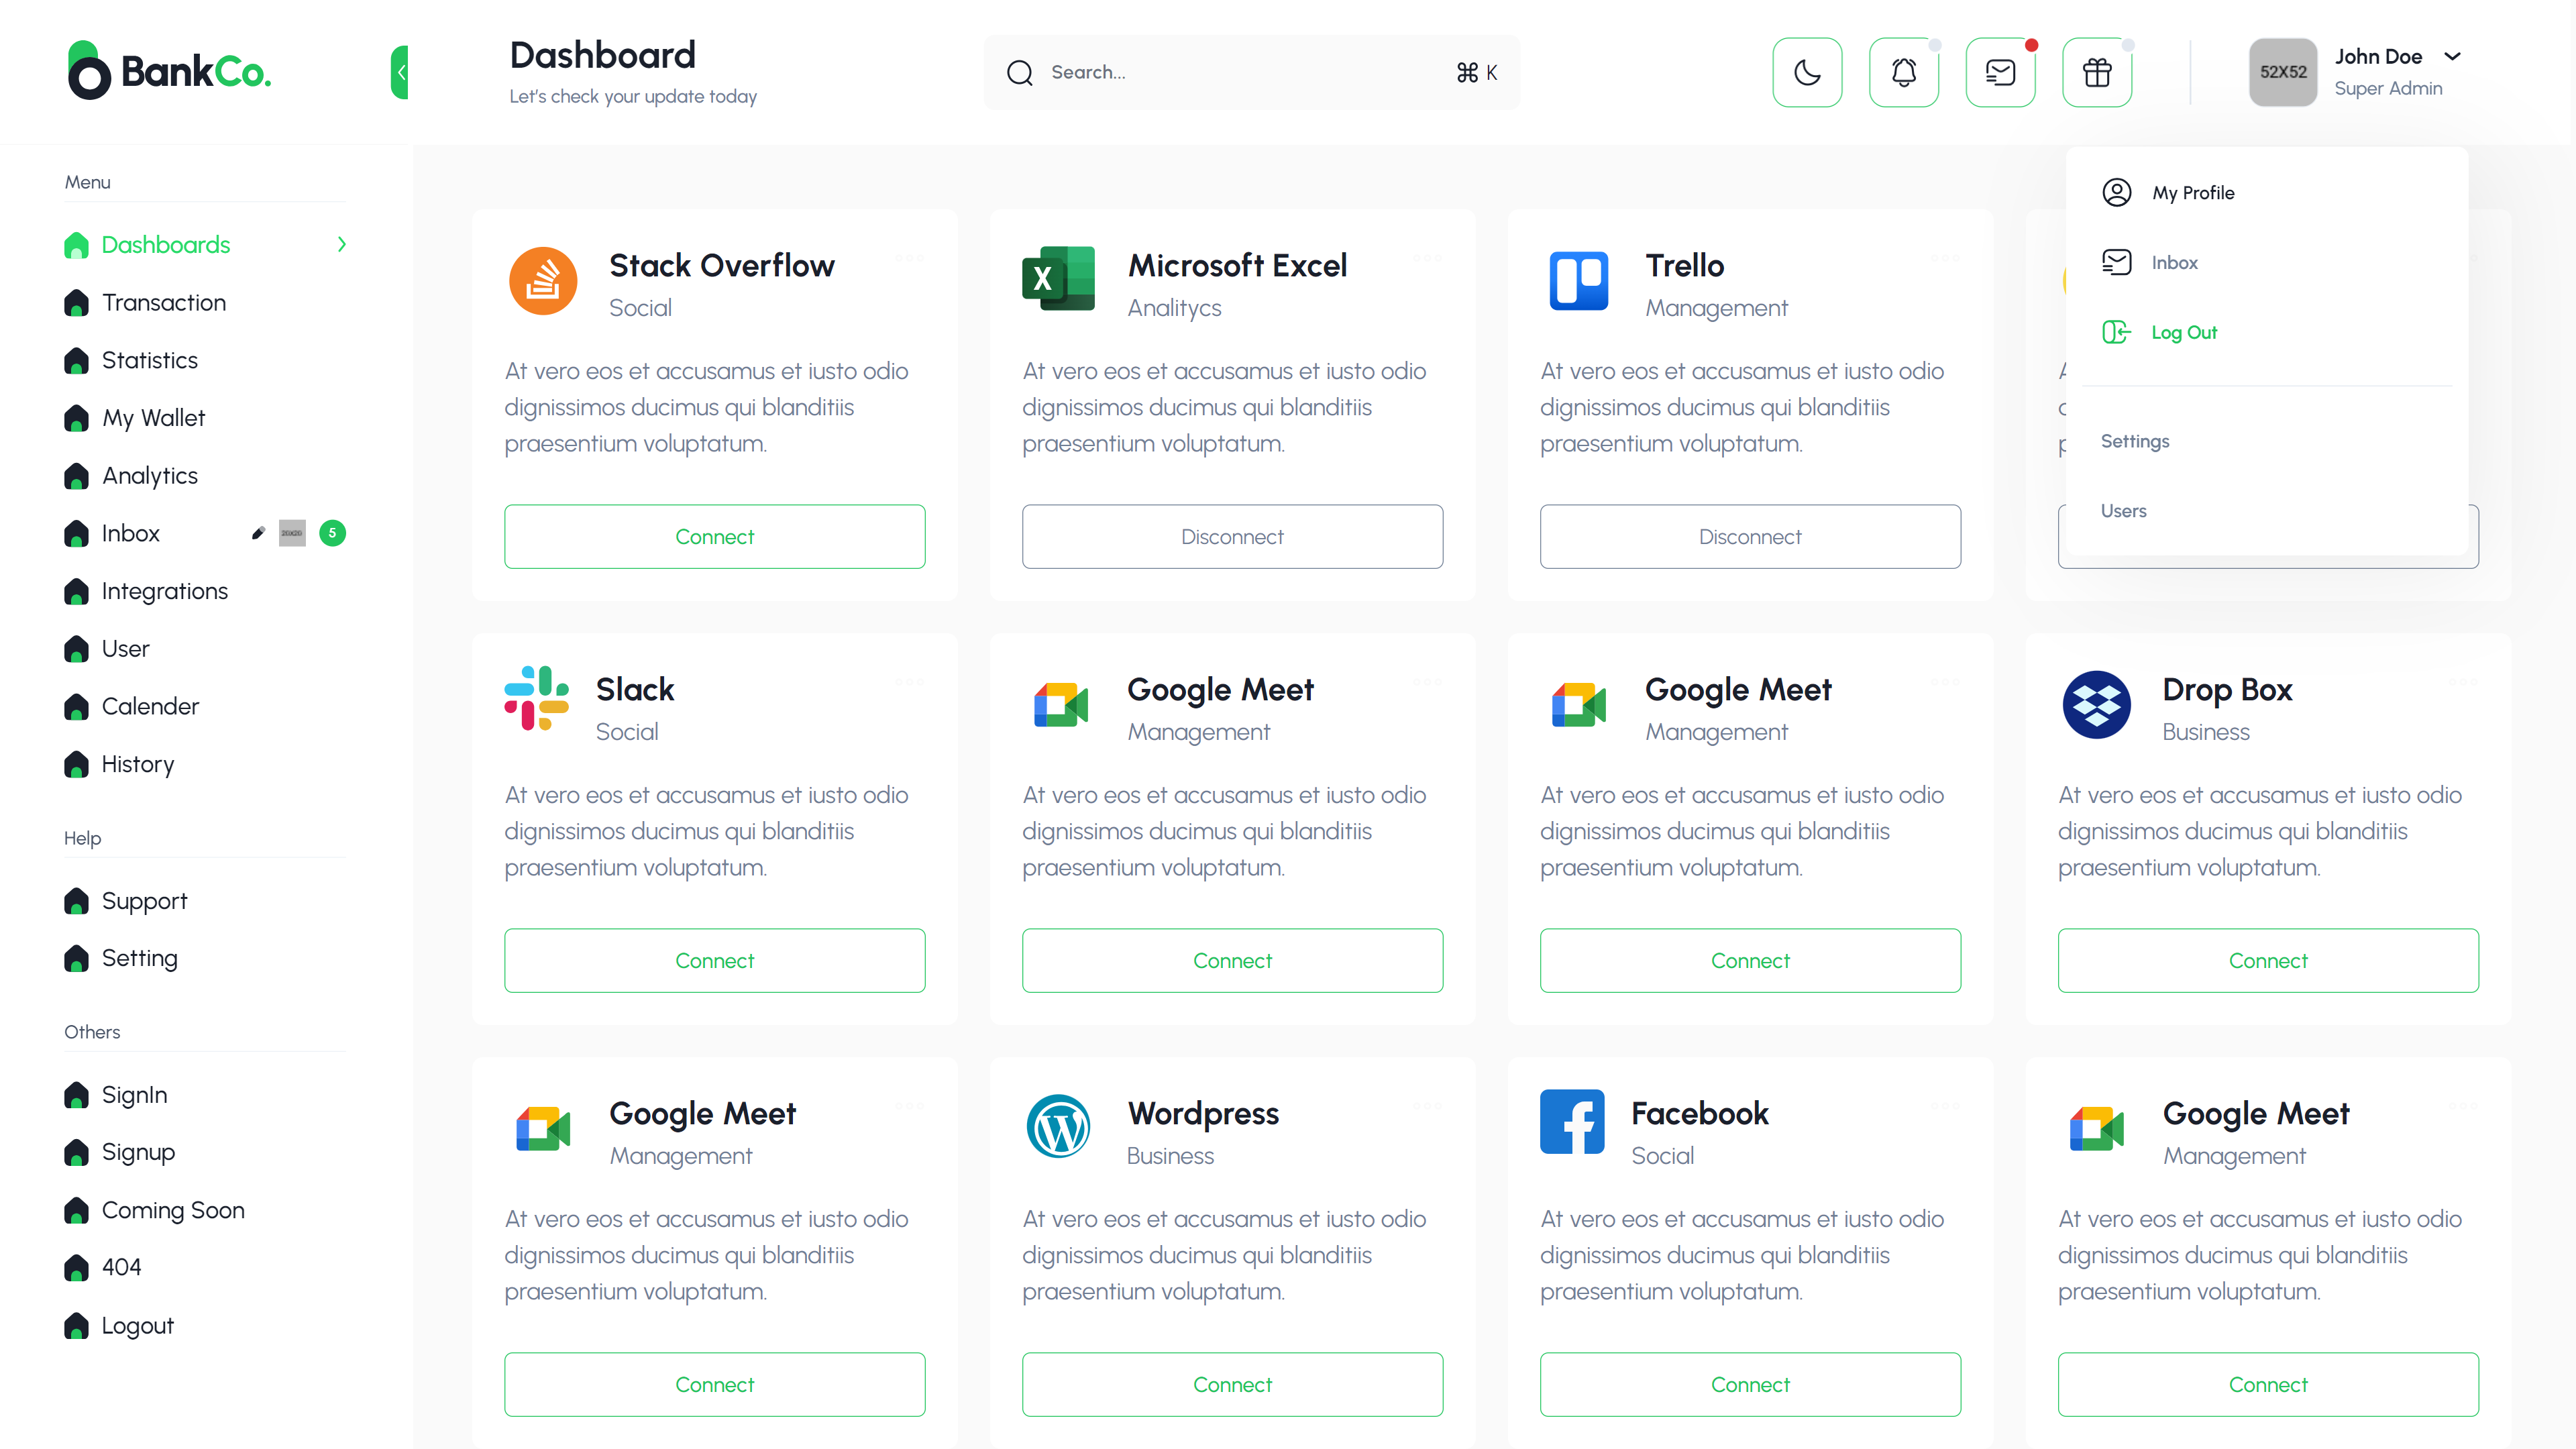 BankCo.
Dashboard
Let's check your update today
Search...
⌘ K
52X52
John Doe
Super Admin
Menu
Dashboards
Transaction
Statistics
My Wallet
Analytics
Inbox
5
Integrations
User
Calender
History
Help
Support
Setting
Others
SignIn
Signup
Coming Soon
404
Logout
My Profile
Inbox
Log Out
Settings
Users
Stack Overflow
Social
At vero eos et accusamus et iusto odio
dignissimos ducimus qui blanditiis
praesentium voluptatum.
Connect
Microsoft Excel
Analitycs
At vero eos et accusamus et iusto odio
dignissimos ducimus qui blanditiis
praesentium voluptatum.
Disconnect
Trello
Management
At vero eos et accusamus et iusto odio
dignissimos ducimus qui blanditiis
praesentium voluptatum.
Disconnect
Slack
Social
At vero eos et accusamus et iusto odio
dignissimos ducimus qui blanditiis
praesentium voluptatum.
Connect
Google Meet
Management
At vero eos et accusamus et iusto odio
dignissimos ducimus qui blanditiis
praesentium voluptatum.
Connect
Google Meet
Management
At vero eos et accusamus et iusto odio
dignissimos ducimus qui blanditiis
praesentium voluptatum.
Connect
Drop Box
Business
At vero eos et accusamus et iusto odio
dignissimos ducimus qui blanditiis
praesentium voluptatum.
Connect
Google Meet
Management
At vero eos et accusamus et iusto odio
dignissimos ducimus qui blanditiis
praesentium voluptatum.
Connect
Wordpress
Business
At vero eos et accusamus et iusto odio
dignissimos ducimus qui blanditiis
praesentium voluptatum.
Connect
Facebook
Social
At vero eos et accusamus et iusto odio
dignissimos ducimus qui blanditiis
praesentium voluptatum.
Connect
Google Meet
Management
At vero eos et accusamus et iusto odio
dignissimos ducimus qui blanditiis
praesentium voluptatum.
Connect